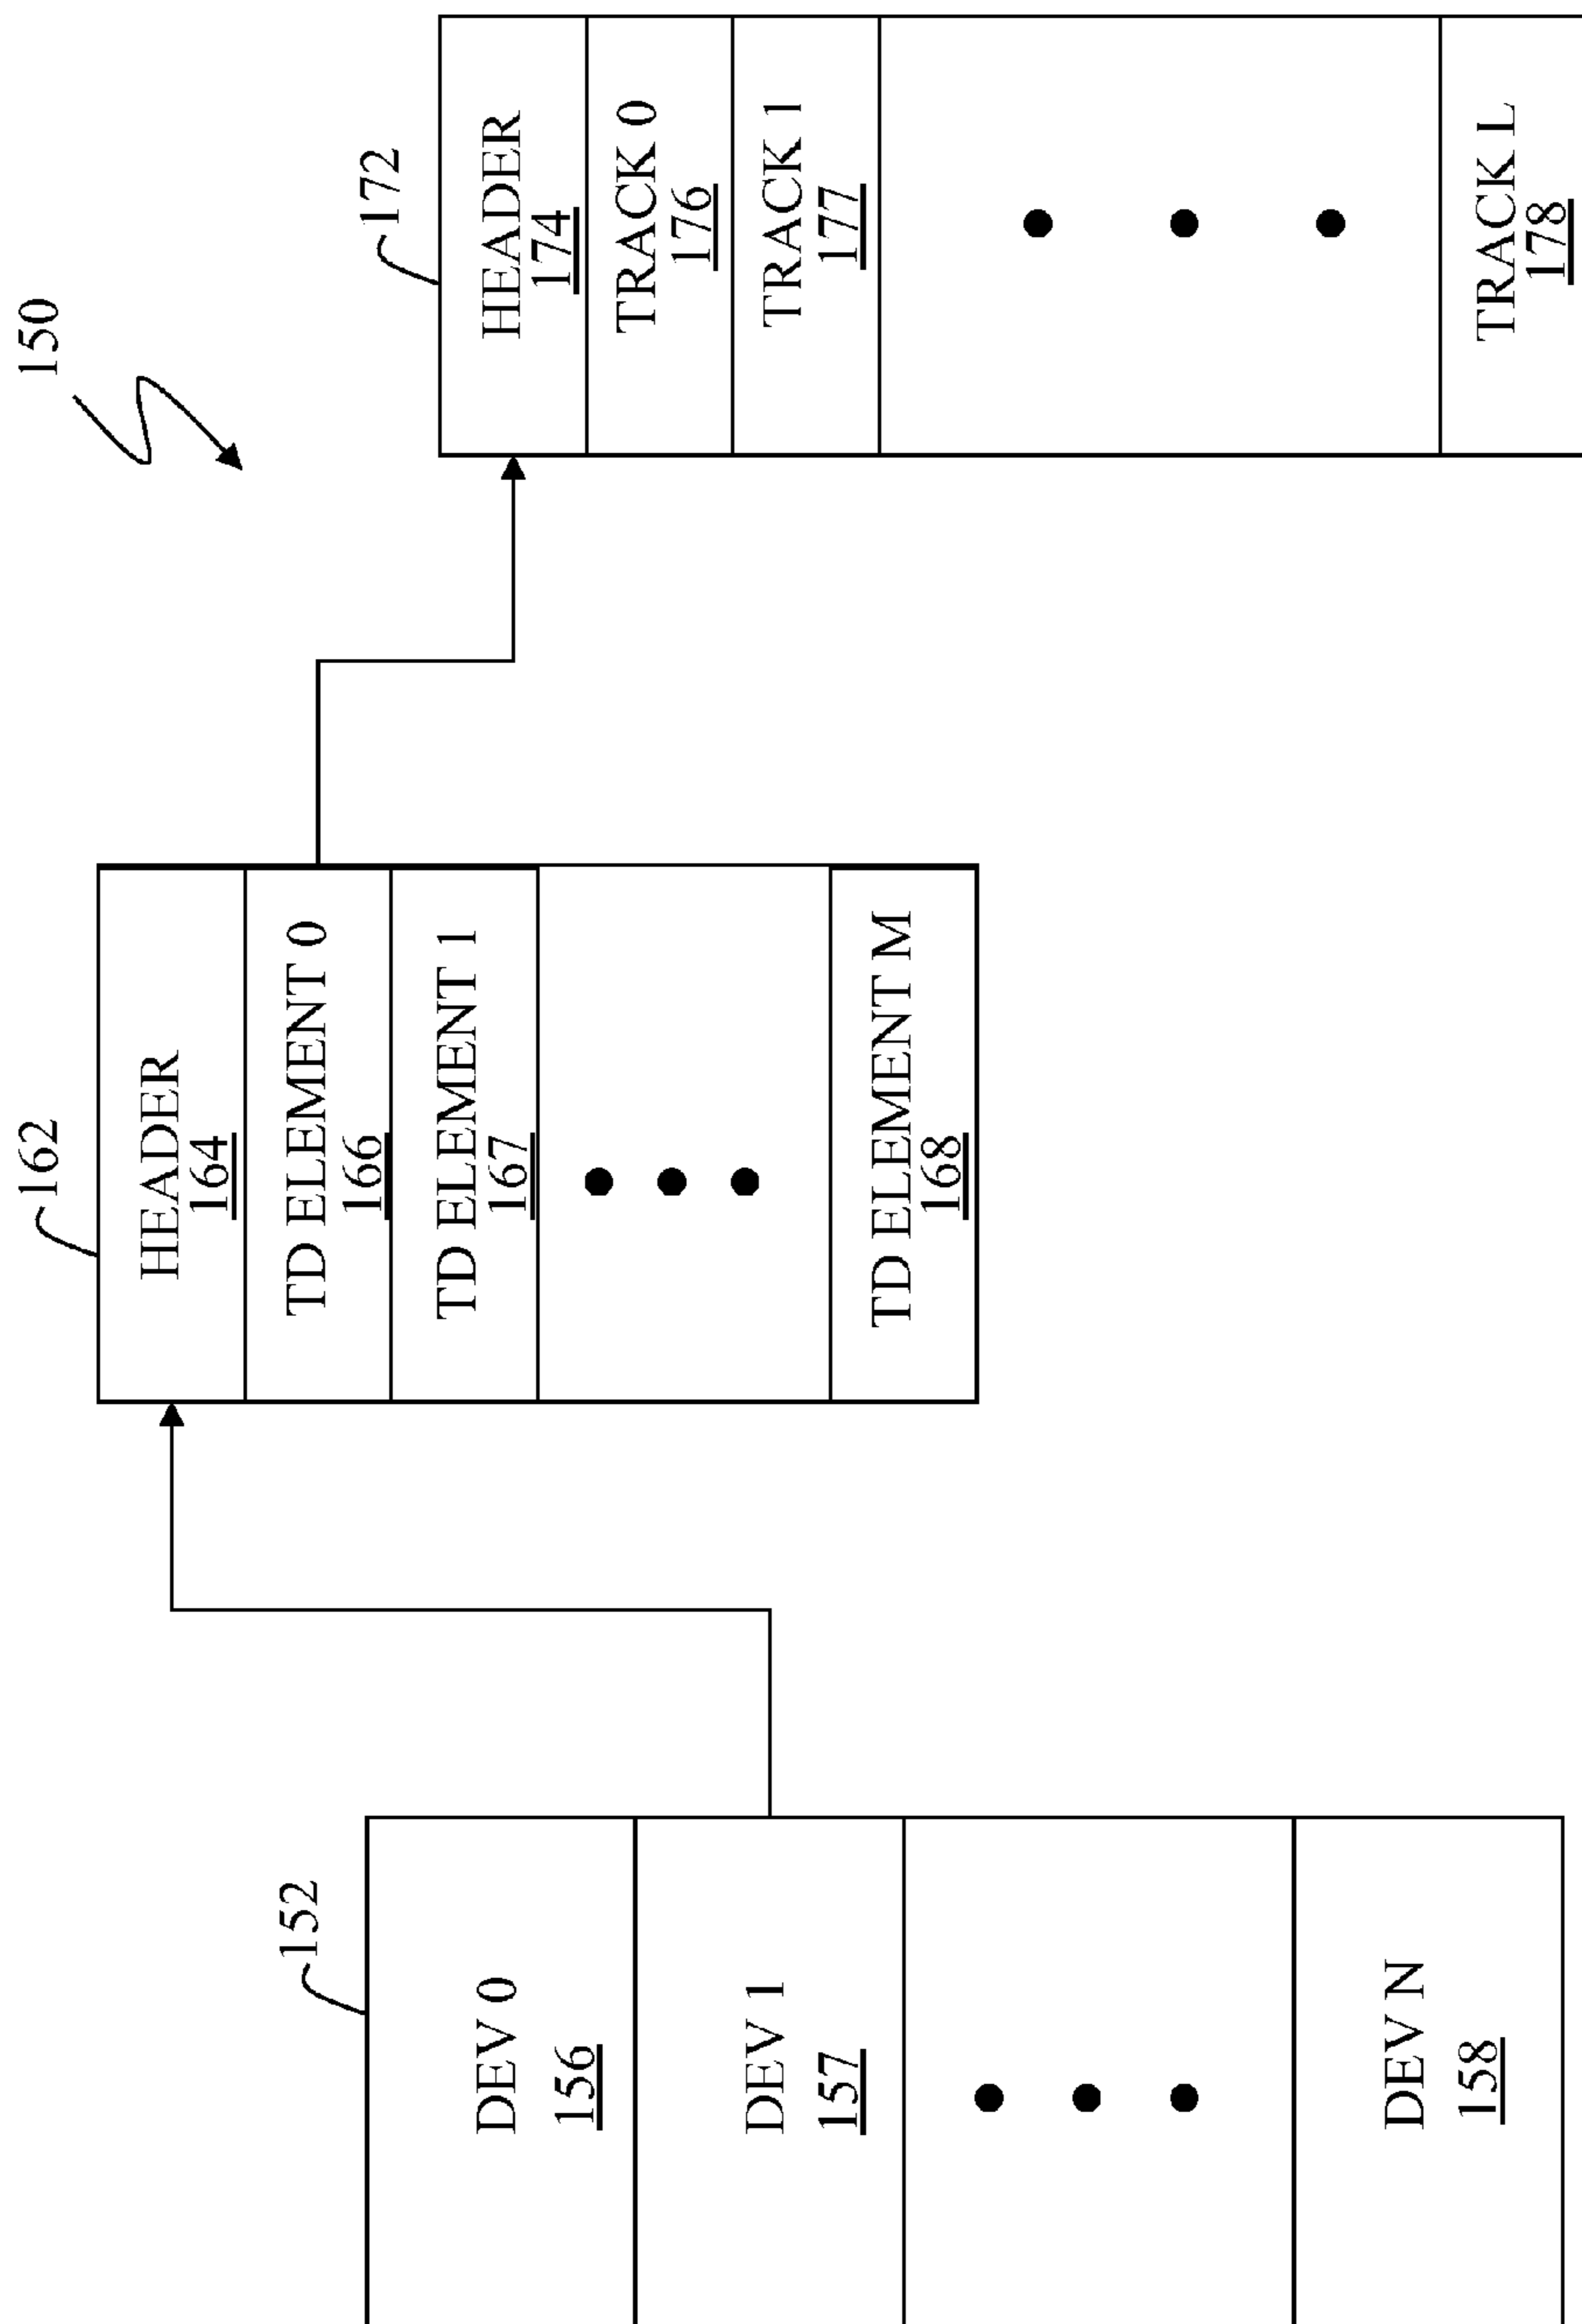 150
152
DEV 0
156
DEV 1
157
DEV N
158
162
HEADER
164
TD ELEMENT 0
166
TD ELEMENT 1
167
TD ELEMENT M
168
172
HEADER
174
TRACK 0
176
TRACK 1
177
TRACK L
178